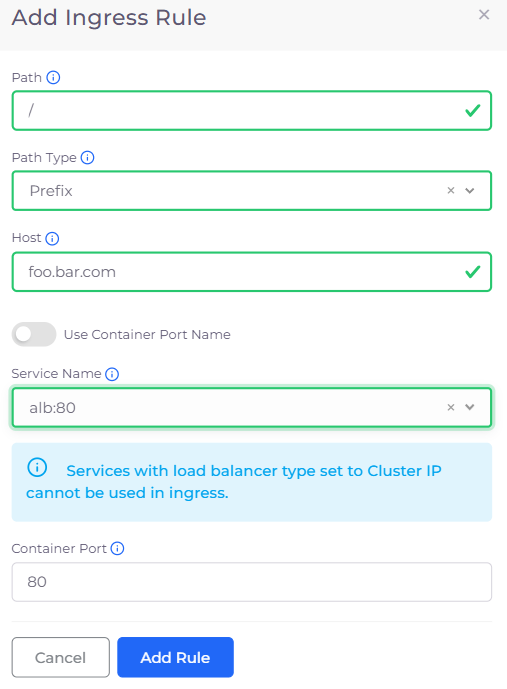 Add Ingress Rule
Path
/
Path Type
Prefix
Host
foo.bar.com
Use Container Port Name
Service Name
alb:80
Services with load balancer type set to Cluster IP
cannot be used in ingress.
Container Port
80
Cancel
Add Rule